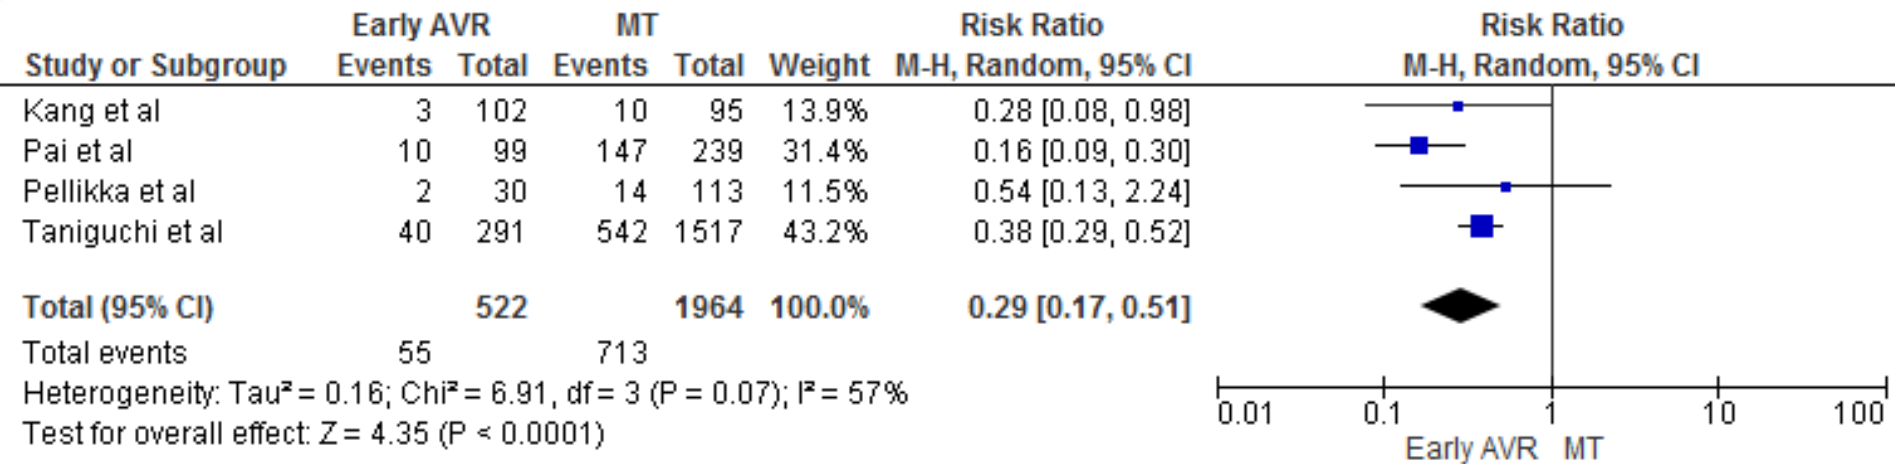 Early AVR MT Risk Ratio Risk Ratio
Study or Subgroup Events Total Events Total Weight M-H, Random, 95% CI M-H, Random, 95% CI
Kang et al 3 102 10 95 13.9% 0.28 [0.08, 0.98]
Pai et al 10 99 147 239 31.4% 0.16 [0.09, 0.30]
Pellikka et al 2 30 14 113 11.5% 0.54 [0.13, 2.24]
Taniguchi et al 40 291 542 1517 43.2% 0.38 [0.29, 0.52]
Total (95% CI) 522 1964 100.0% 0.29 [0.17, 0.51]
Total events 55 713
Heterogeneity: Tau² = 0.16; Chi² = 6.91, df = 3 (P = 0.07); I² = 57%
Test for overall effect: Z = 4.35 (P < 0.0001)
0.01 0.1 1 10 100
Early AVR MT